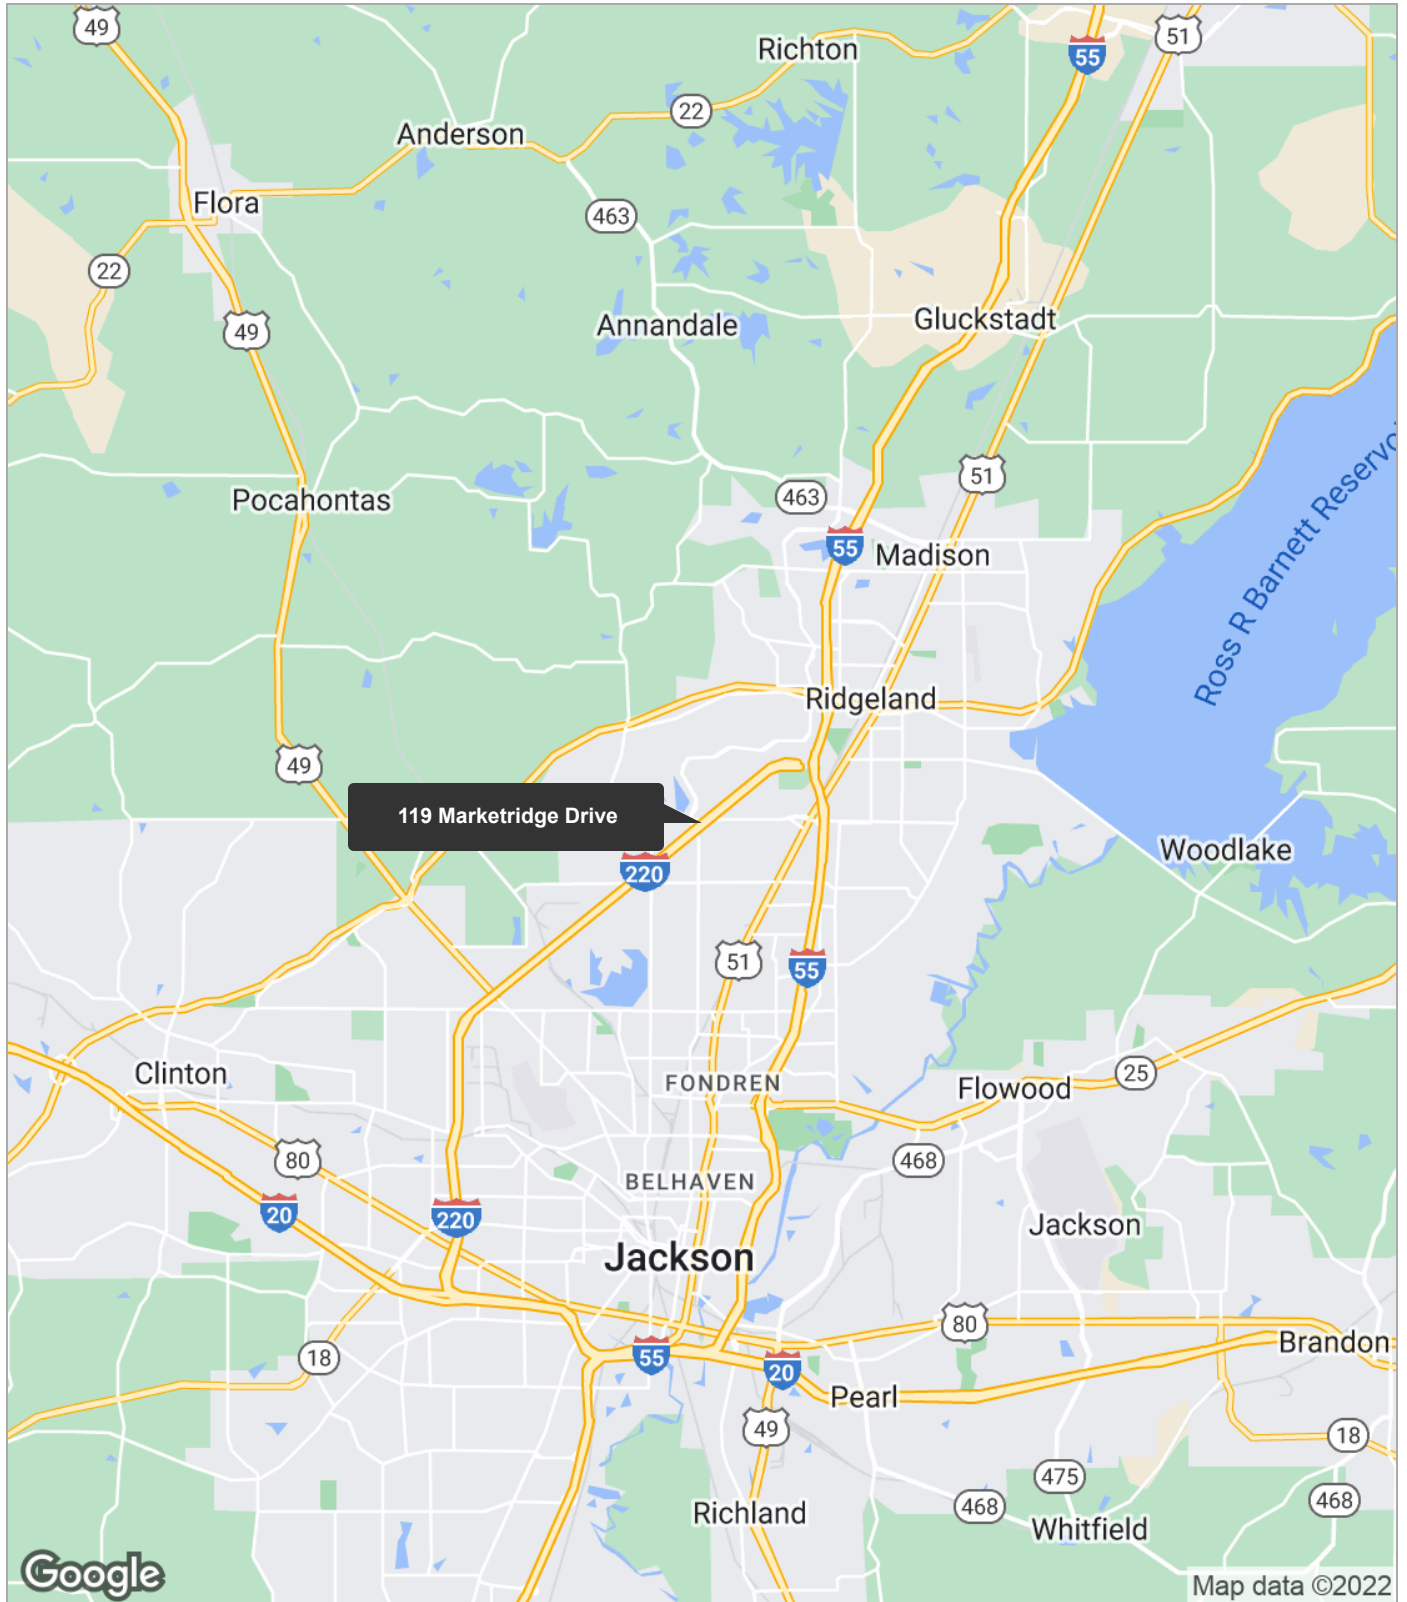 49
51
55
Richton
22
Anderson
Flora
463
22
49
Annandale
Gluckstadt
Pocahontas
463
51
55
Madison
Ross R Barnett
Ridgeland
49
119 Marketridge Drive
Woodlake
220
51
55
Clinton
25
FONDREN
Flowood
80
468
BELHAVEN
20
220
Jackson
Jackson
80
18
55
Brandon
20
Pearl
49
18
475
468
468
Richland
Whitfield
Google
Map data ©2022